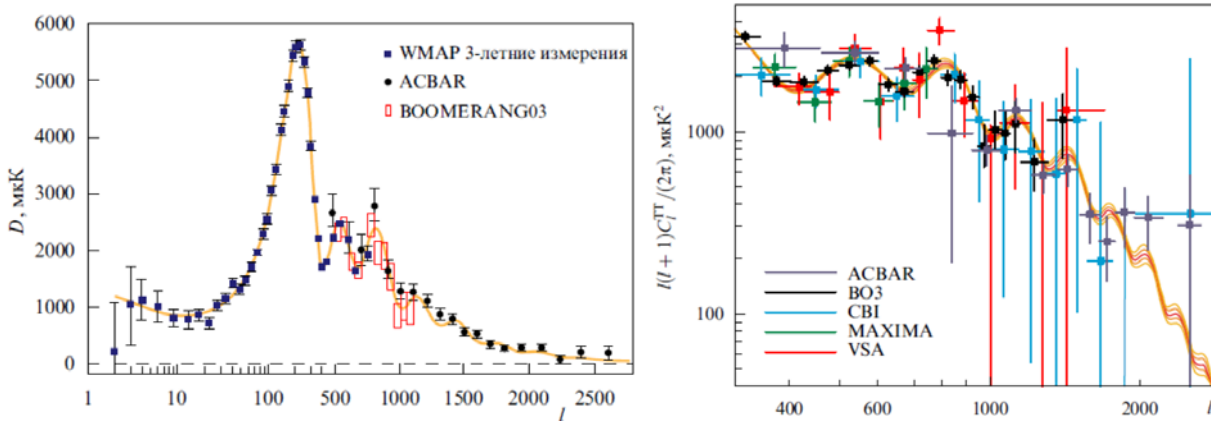 D, мкК
6000
5000
4000
3000
2000
1000
0
WMAP 3-летние измерения
ACBAR
BOOMERANG03
1
10
100
500
1000
1500
2000
2500
l
l(l + 1)C_l^TT/(2π), мкК²
1000
100
ACBAR
BO3
CBI
MAXIMA
VSA
400
600
1000
2000
l